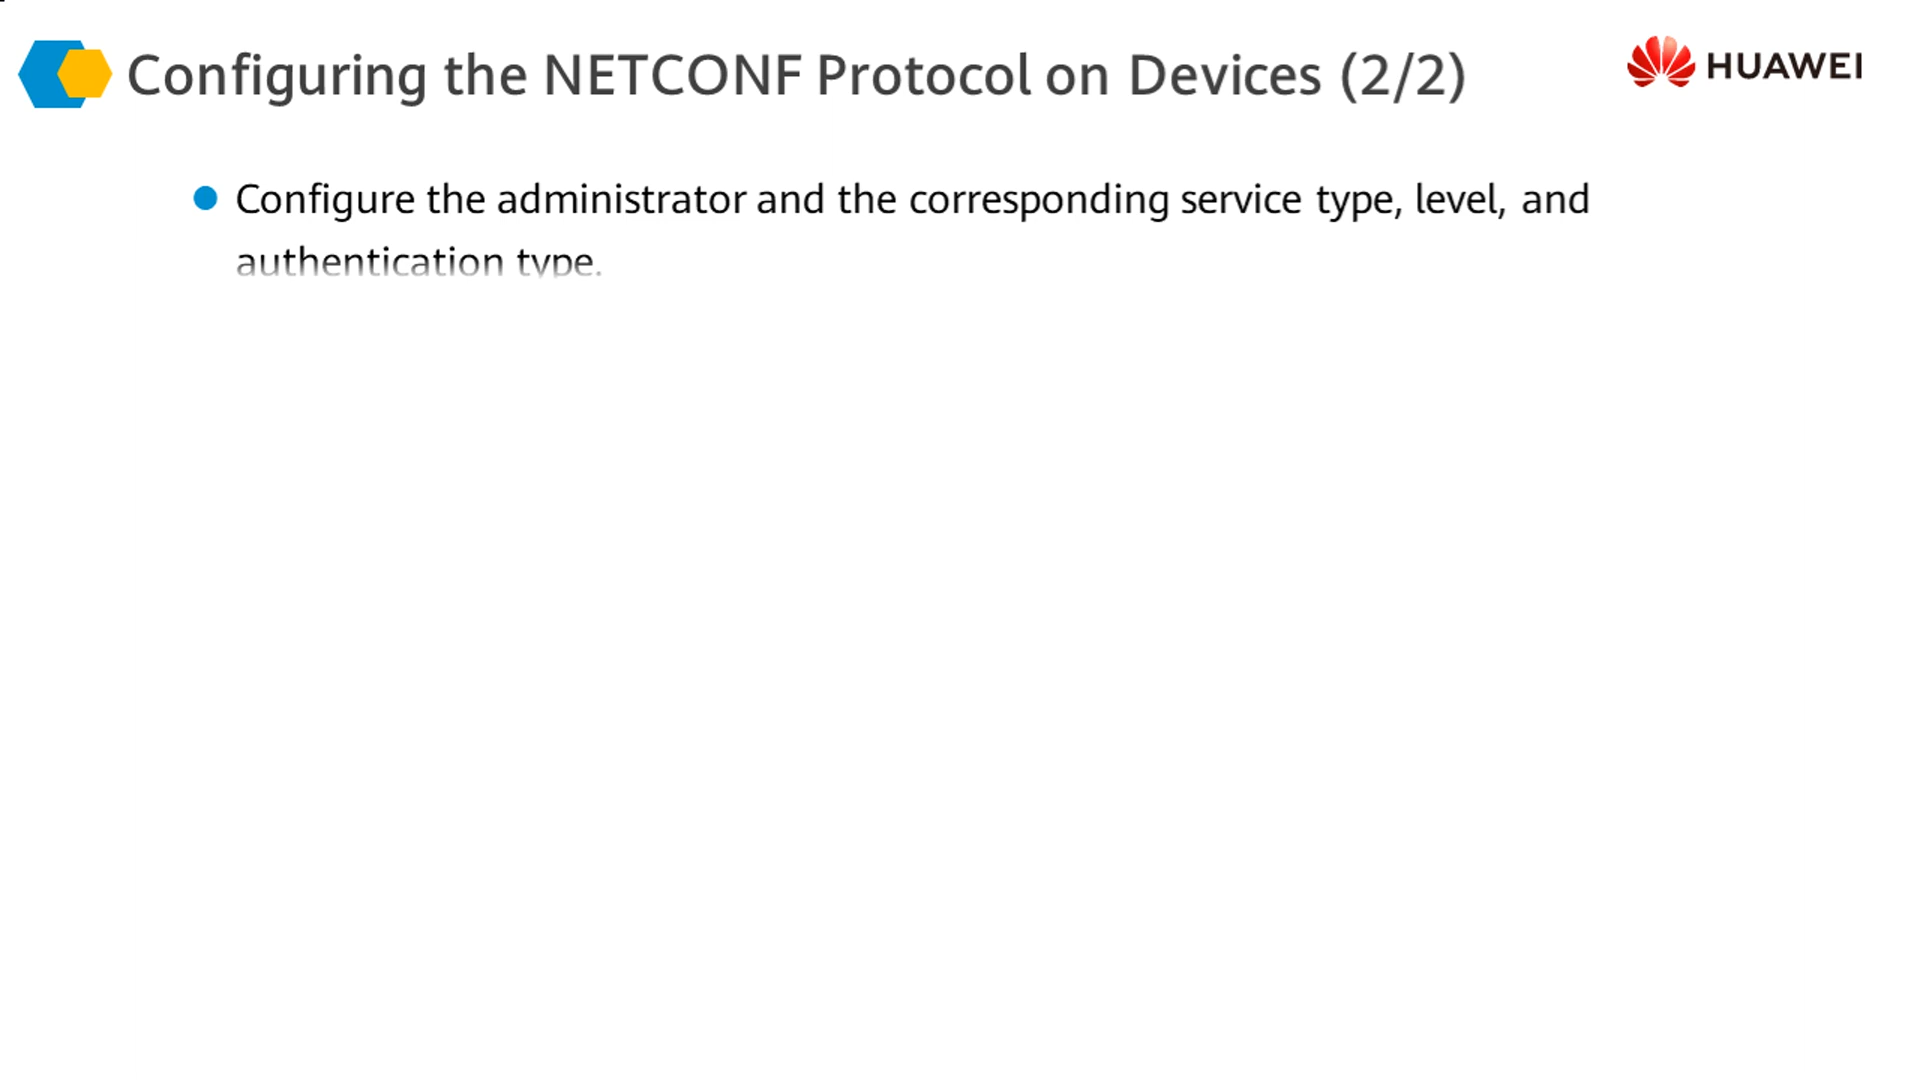 Configuring the NETCONF Protocol on Devices (2/2)
HUAWEI
Configure the administrator and the corresponding service type, level, and
authentication type.